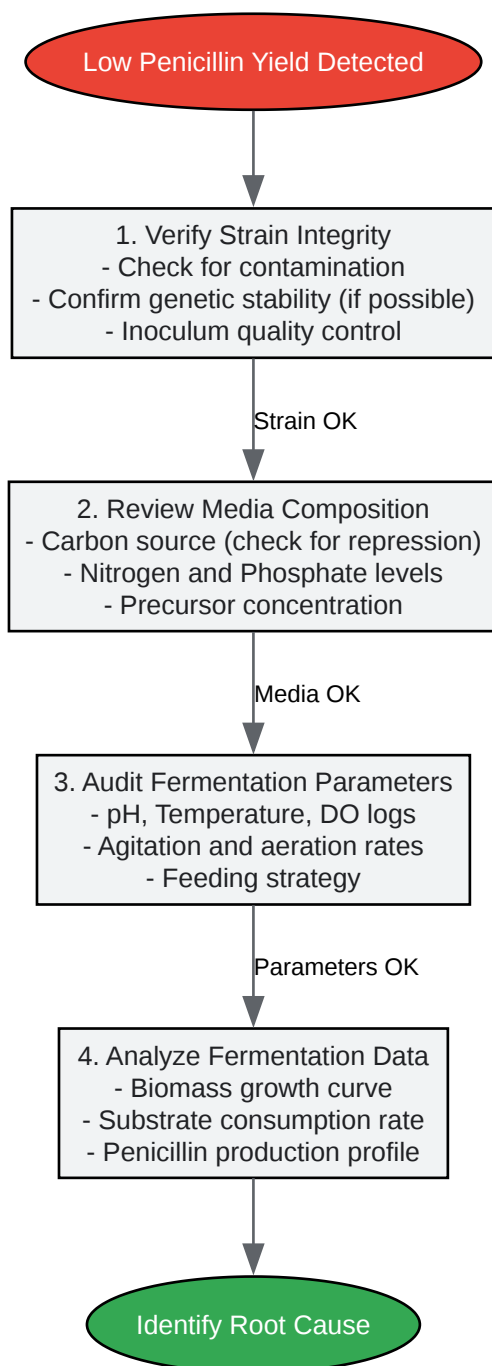 Low Penicillin Yield Detected
1. Verify Strain Integrity
- Check for contamination
- Confirm genetic stability (if possible)
- Inoculum quality control
Strain OK
2. Review Media Composition
- Carbon source (check for repression)
- Nitrogen and Phosphate levels
- Precursor concentration
Media OK
3. Audit Fermentation Parameters
- pH, Temperature, DO logs
- Agitation and aeration rates
- Feeding strategy
Parameters OK
4. Analyze Fermentation Data
- Biomass growth curve
- Substrate consumption rate
- Penicillin production profile
Identify Root Cause